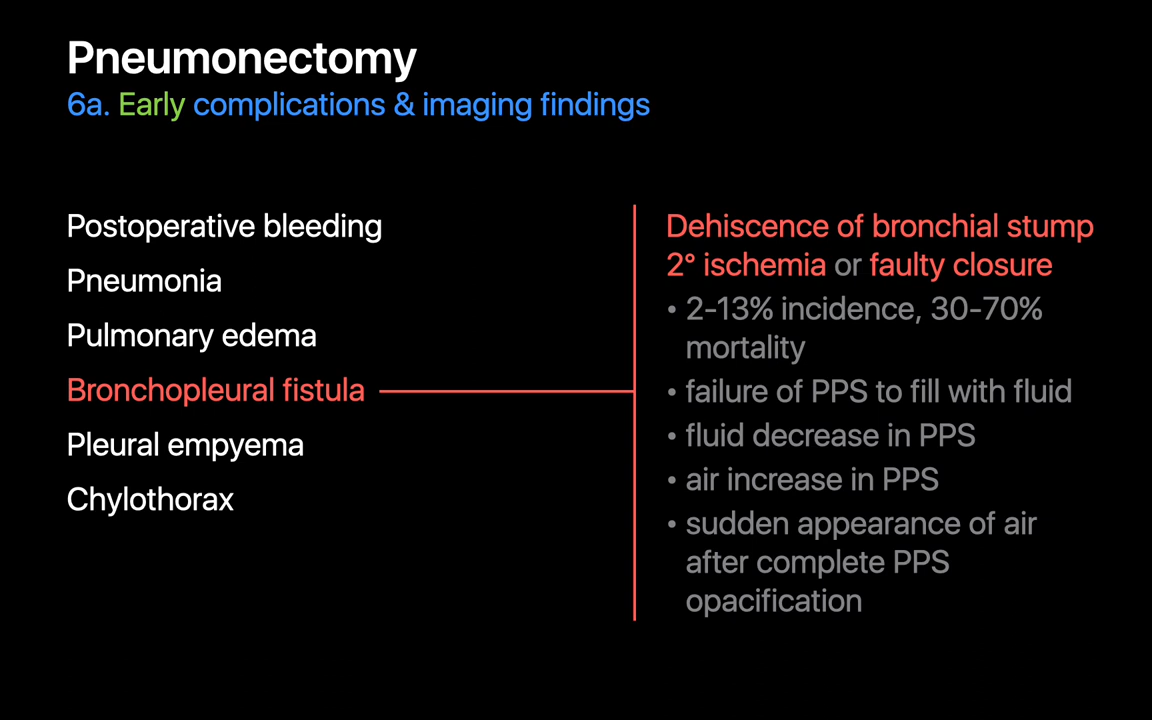 Pneumonectomy
6a. Early complications & imaging findings
Postoperative bleeding
Pneumonia
Pulmonary edema
Bronchopleural fistula
Pleural empyema
Chylothorax
Dehiscence of bronchial stump
2° ischemia or faulty closure
• 2-13% incidence, 30-70%
mortality
• failure of PPS to fill with fluid
• fluid decrease in PPS
• air increase in PPS
• sudden appearance of air
after complete PPS
opacification